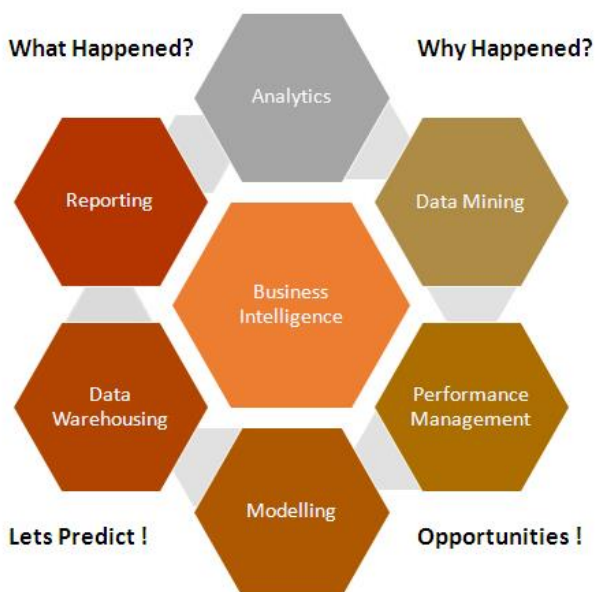 What Happened?
Why Happened?
Analytics
Reporting
Data Mining
Business
Intelligence
Data
Warehousing
Performance
Management
Modelling
Lets Predict !
Opportunities !